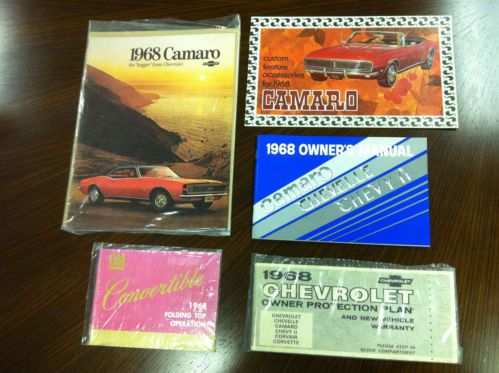 1968 Camaro
the "hugger" from Chevrolet
custom
feature
accessories
for 1968
CAMARO
1968 OWNER'S MANUAL
camaro
CHEVELLE
CHEVY II
Convertible
1968
FOLDING TOP
OPERATION
1968
CHEVROLET
CHEVROLET
OWNER PROTECTION PLAN
AND NEW VEHICLE
WARRANTY
CHEVROLET
CHEVELLE
CAMARO
CHEVY II
CORVAIR
CORVETTE
PLEASE KEEP IN
GLOVE COMPARTMENT